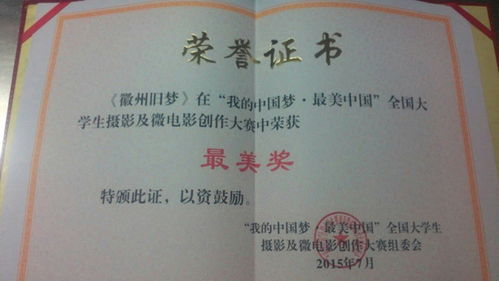 荣誉证书
《徽州旧梦》在“我的中国梦·最美中国”全国大
学生摄影及微电影创作大赛中荣获
最美奖
特颁此证，以资鼓励。
“我的中国梦·最美中国”全国大学生
摄影及微电影创作大赛组委会
2015年7月